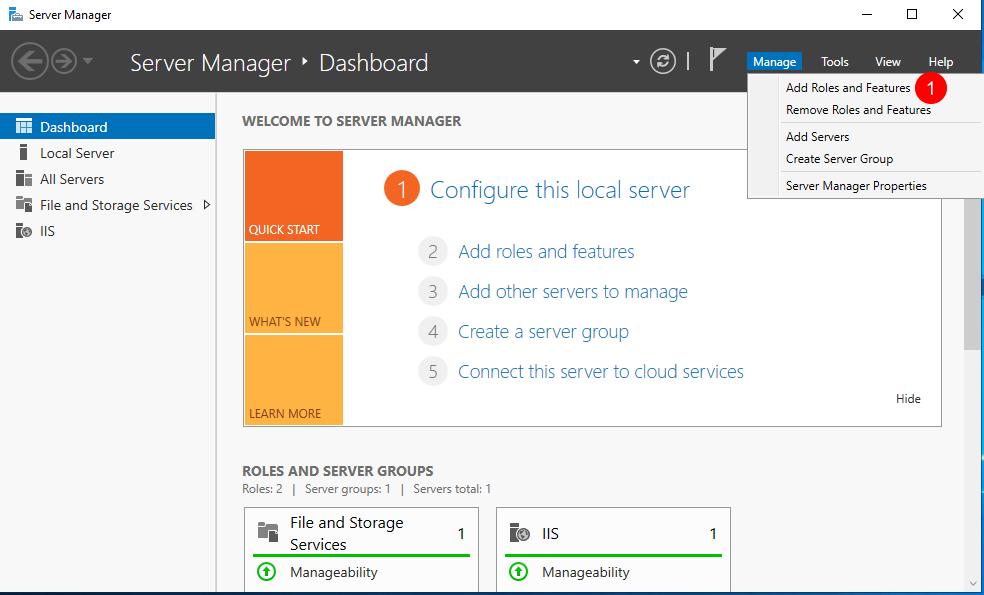 Server Manager
Server Manager ‣ Dashboard
Manage Tools View Help
Add Roles and Features 1
Remove Roles and Features
Add Servers
Create Server Group
Server Manager Properties
Dashboard
Local Server
All Servers
File and Storage Services
IIS
WELCOME TO SERVER MANAGER
QUICK START
WHAT'S NEW
LEARN MORE
1 Configure this local server
2 Add roles and features
3 Add other servers to manage
4 Create a server group
5 Connect this server to cloud services
Hide
ROLES AND SERVER GROUPS
Roles: 2 | Server groups: 1 | Servers total: 1
File and Storage
Services 1
Manageability
IIS 1
Manageability